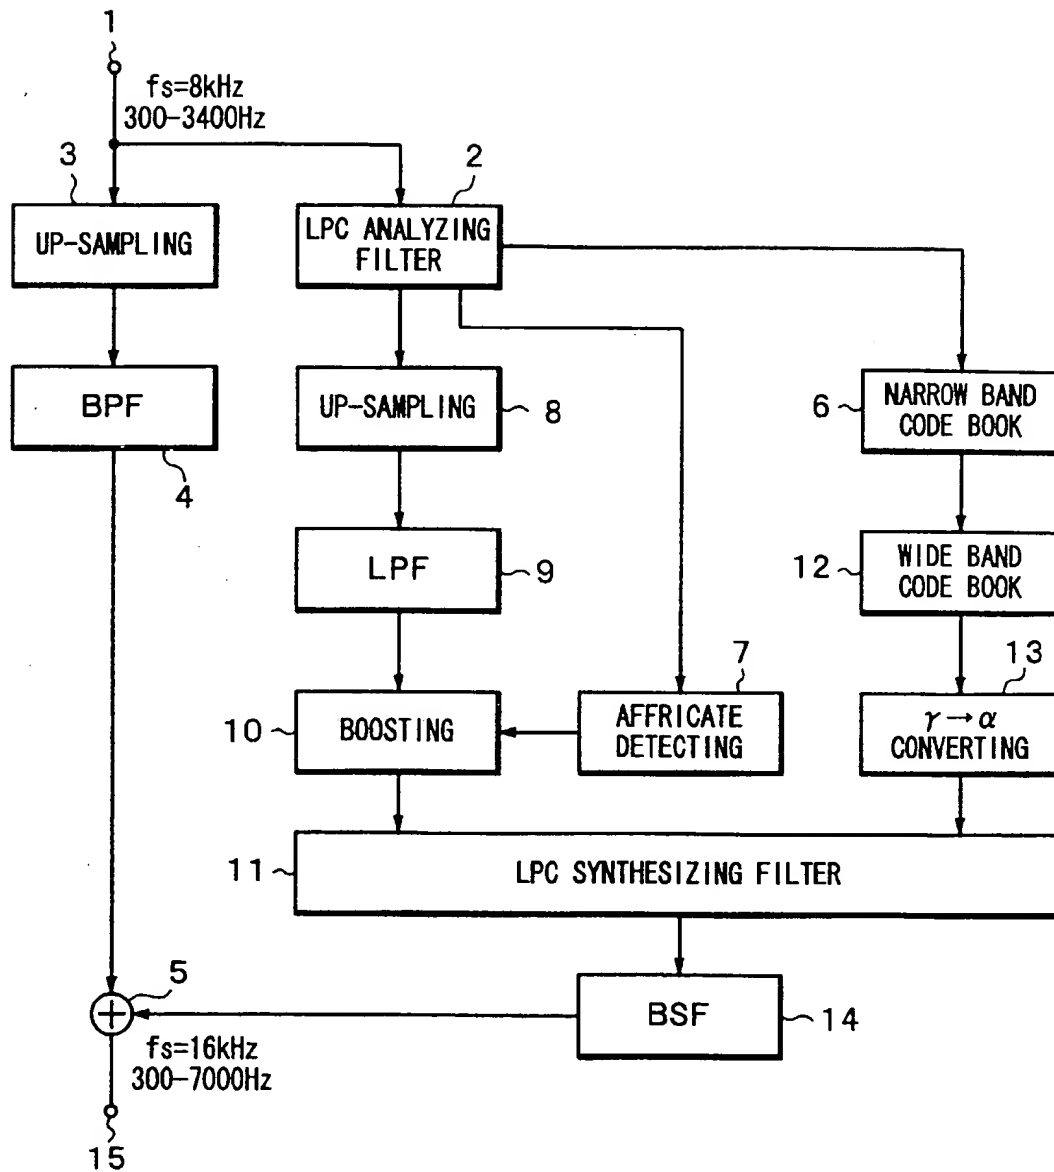 1
fs=8kHz
300-3400Hz
3
2
UP-SAMPLING
LPC ANALYZING
FILTER
BPF
4
UP-SAMPLING
8
6
NARROW BAND
CODE BOOK
LPF
9
12
WIDE BAND
CODE BOOK
7
13
10
BOOSTING
AFFRICATE
DETECTING
γ→α
CONVERTING
11
LPC SYNTHESIZING FILTER
5
BSF
14
fs=16kHz
300-7000Hz
15